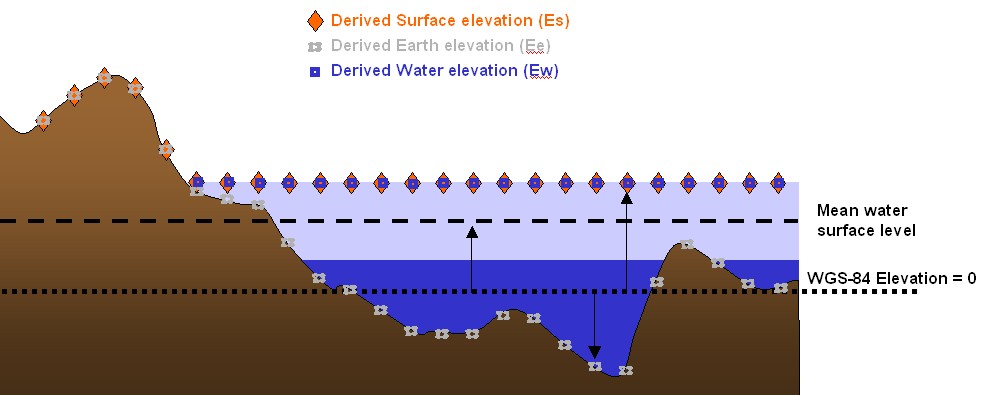 Derived Surface elevation (Es)
Derived Earth elevation (Ee)
Derived Water elevation (Ew)
Mean water
surface level
WGS-84 Elevation = 0